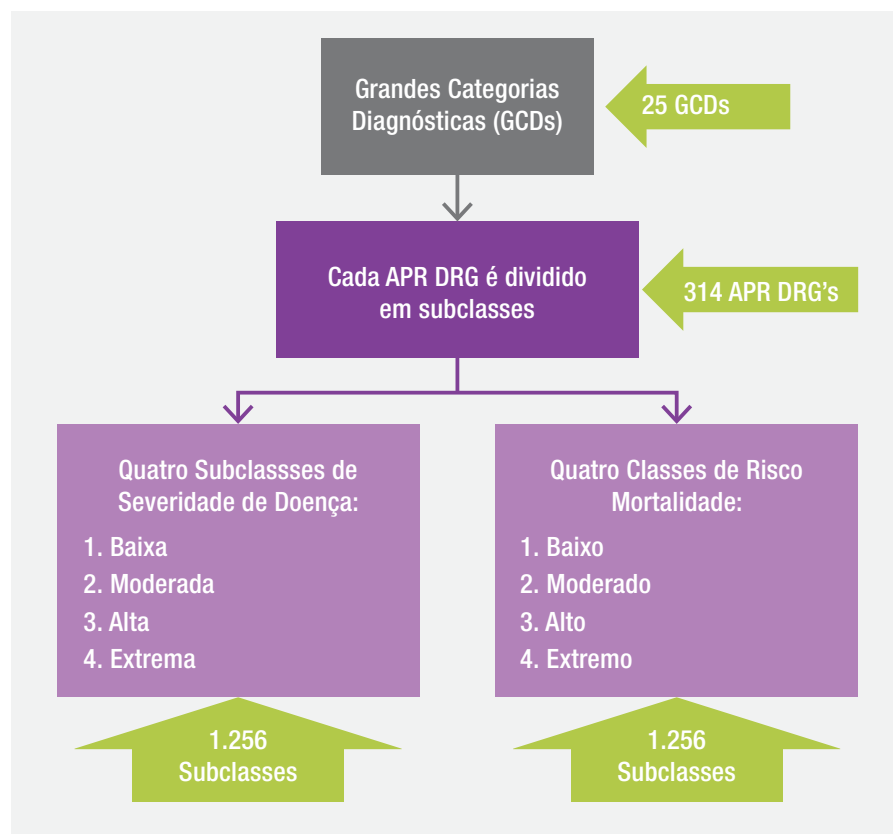 Grandes Categorias
Diagnósticas (GCDs)
25 GCDs
Cada APR DRG é dividido
em subclasses
314 APR DRG's
Quatro Subclassses de
Severidade de Doença:
1. Baixa
2. Moderada
3. Alta
4. Extrema
Quatro Classes de Risco
Mortalidade:
1. Baixo
2. Moderado
3. Alto
4. Extremo
1.256
Subclasses
1.256
Subclasses